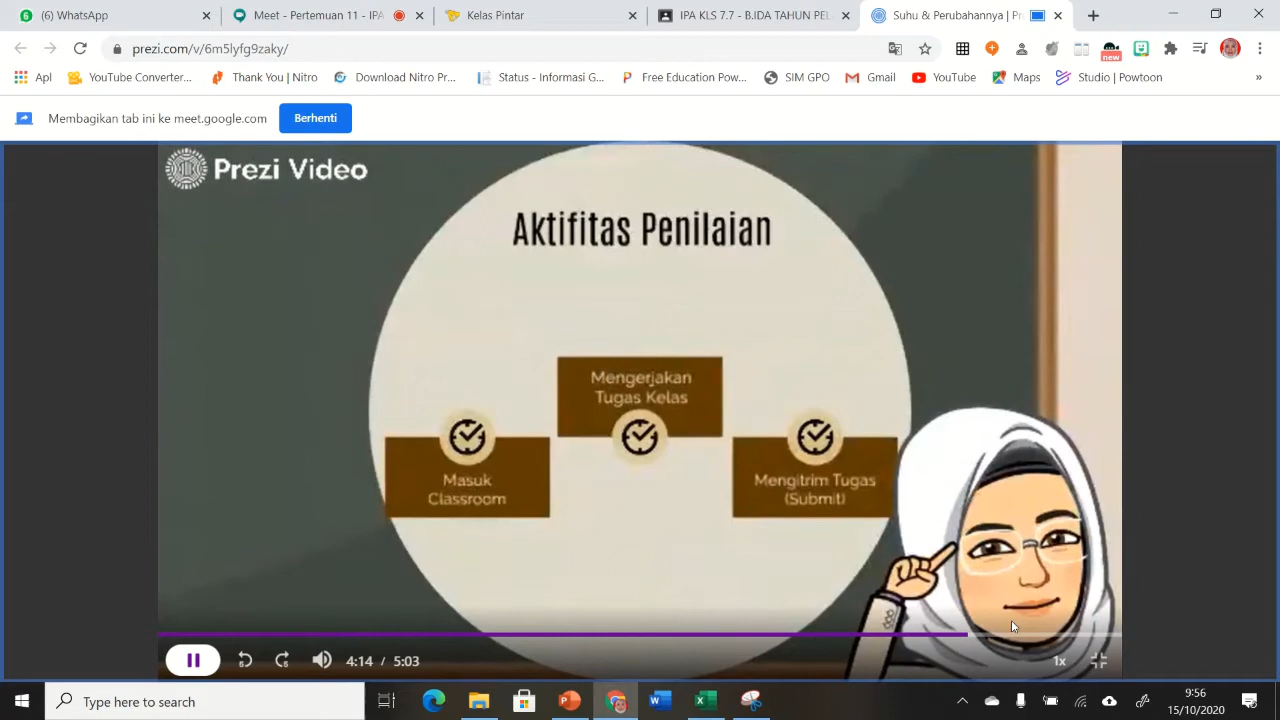 (6) WhatsApp
Meet - Pertemuan 11 - IPA
Kelas Pintar
IPA KLS 7.7 - B.IDA TAHUN PEL
Suhu & Perubahannya | Pr
prezi.com/v/6m5lyfg9zaky/
new
Apl
YouTube Converter...
Thank You | Nitro
Download Nitro Pr...
Status - Informasi G...
Free Education Pow...
SIM GPO
Gmail
YouTube
Maps
Studio | Powtoon
»
Membagikan tab ini ke meet.google.com
Berhenti
Prezi Video
Aktifitas Penilaian
Mengerjakan
Tugas Kelas
Masuk
Classroom
Mengitrim Tugas
(Submit)
4:14 / 5:03
1x
Type here to search
9:56
15/10/2020